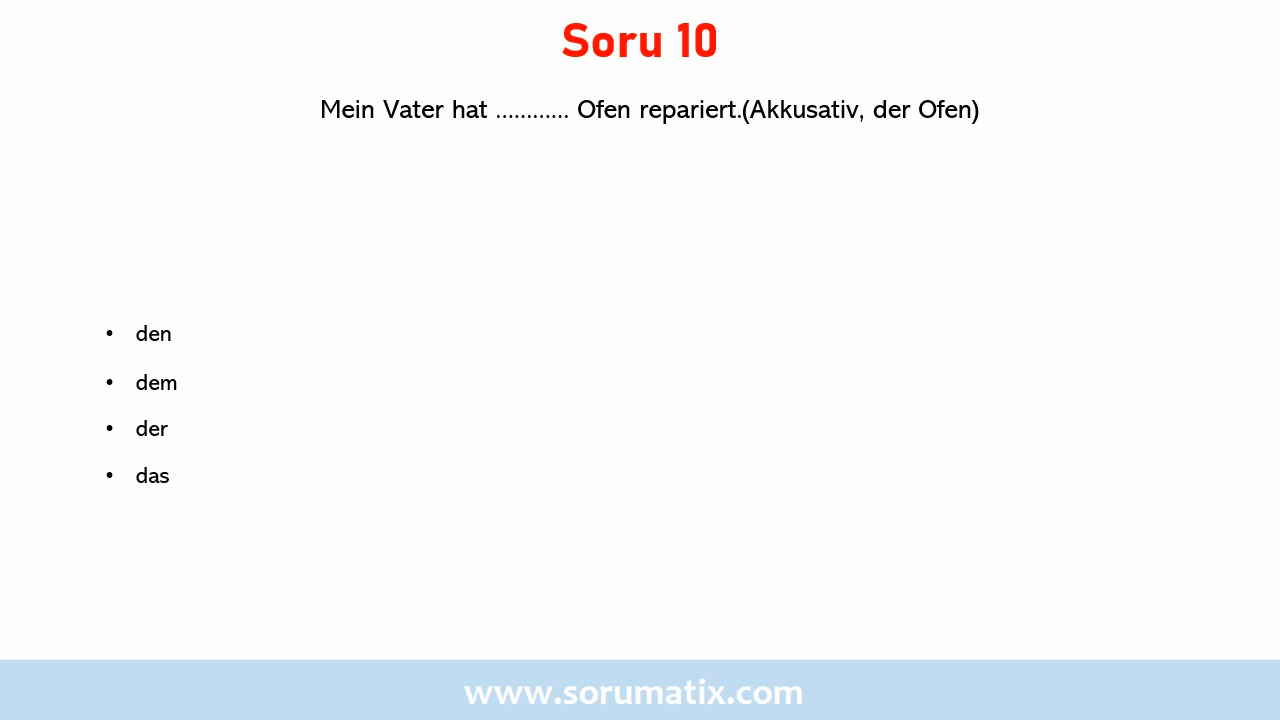 Soru 10
Mein Vater hat ............ Ofen repariert.(Akkusativ, der Ofen)
• den
• dem
• der
• das
www.sorumatix.com